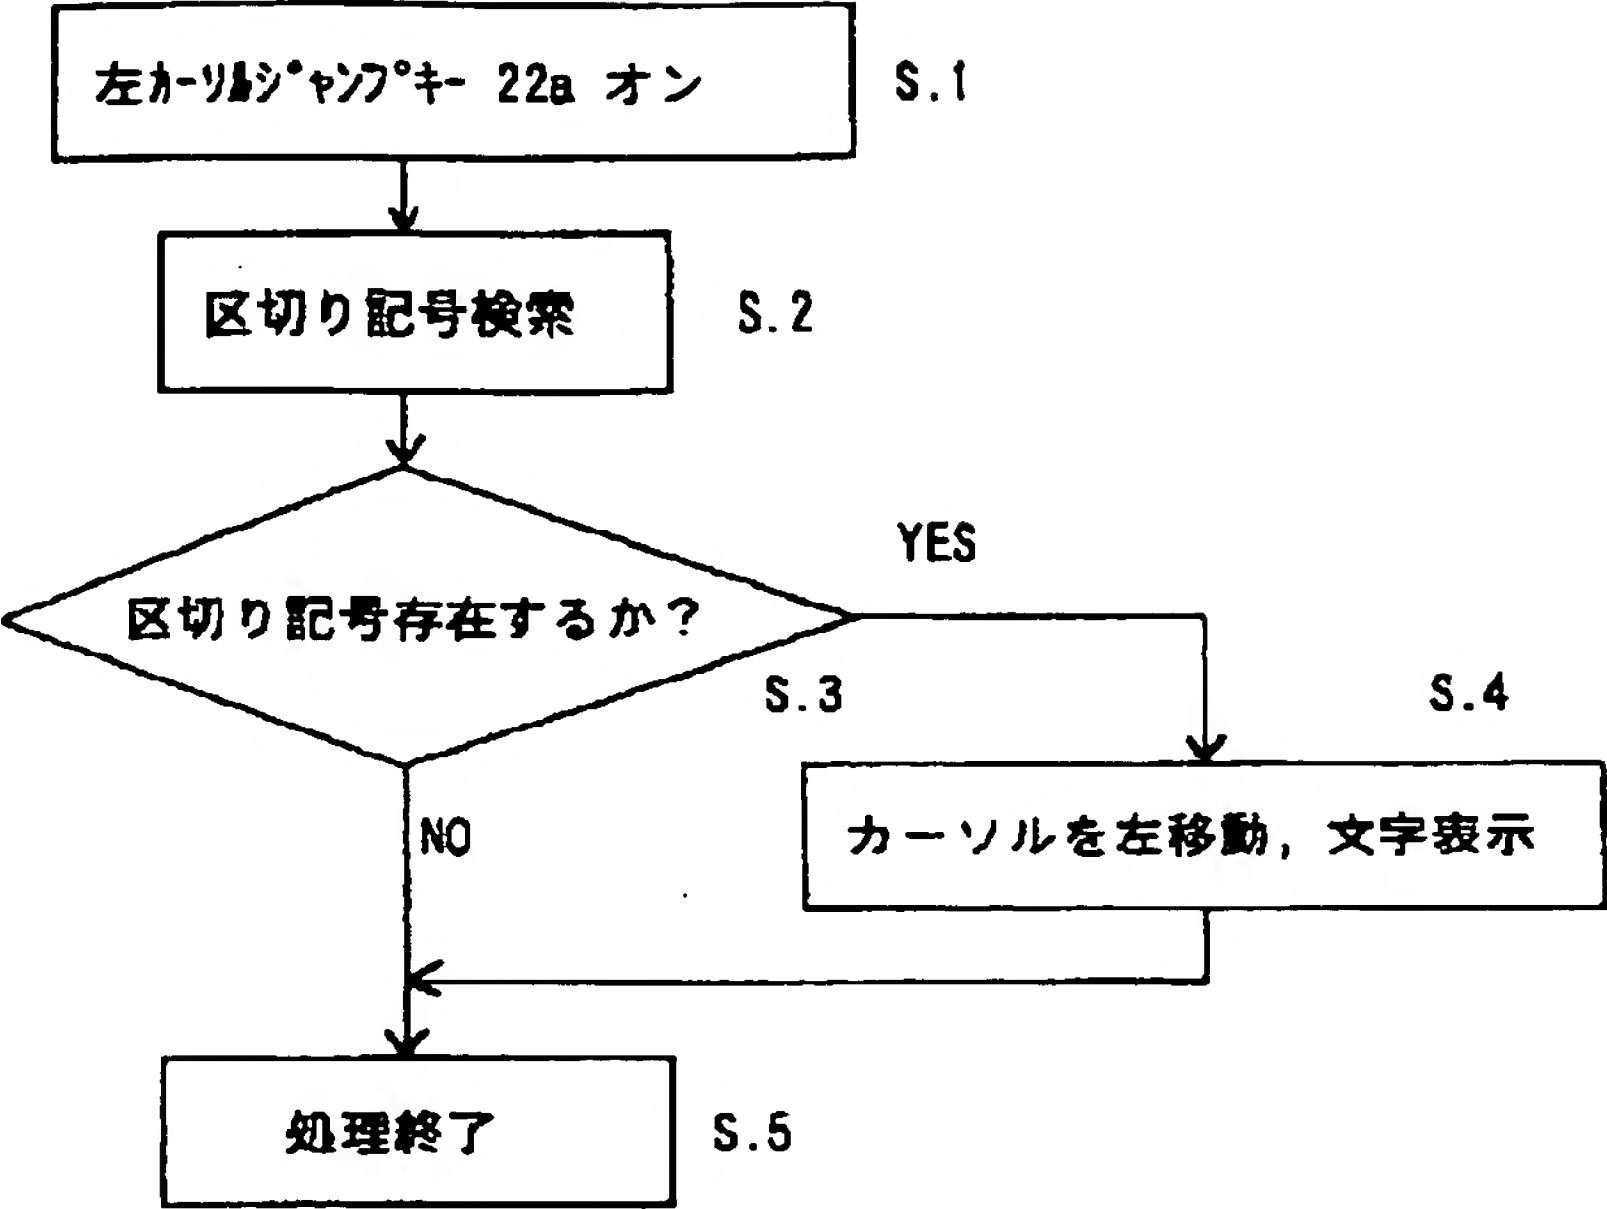 左ｶｰｿﾙｼﾞｬﾝﾌﾟｷｰ 22a オン
S.1
区切り記号検索
S.2
YES
区切り記号存在するか？
S.3
S.4
NO
カーソルを左移動，文字表示
処理終了
S.5